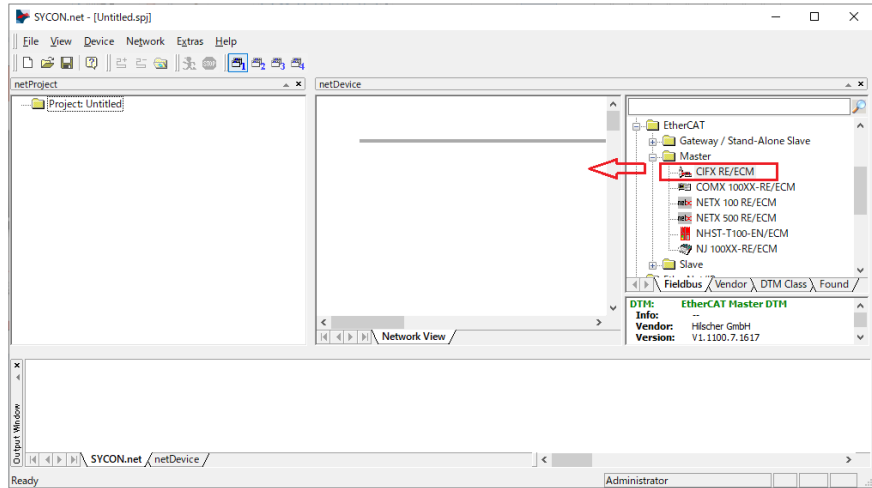 SYCON.net - [Untitled.spj]
File View Device Network Extras Help
netProject
netDevice
Project: Untitled
EtherCAT
Gateway / Stand-Alone Slave
Master
CIFX RE/ECM
COMX 100XX-RE/ECM
NETX 100 RE/ECM
NETX 500 RE/ECM
NHST-T100-EN/ECM
NJ 100XX-RE/ECM
Slave
Fieldbus Vendor DTM Class Found
Network View
DTM: EtherCAT Master DTM
Info: --
Vendor: Hilscher GmbH
Version: V1.1100.7.1617
Output Window
SYCON.net netDevice
Ready
Administrator